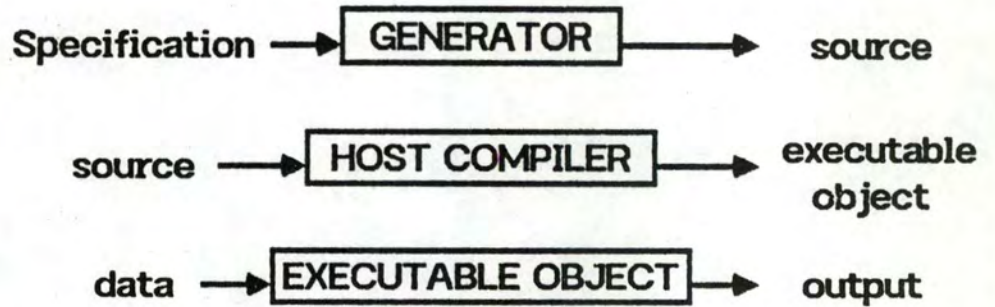 Specification GENERATOR source
source HOST COMPILER executable object
data EXECUTABLE OBJECT output